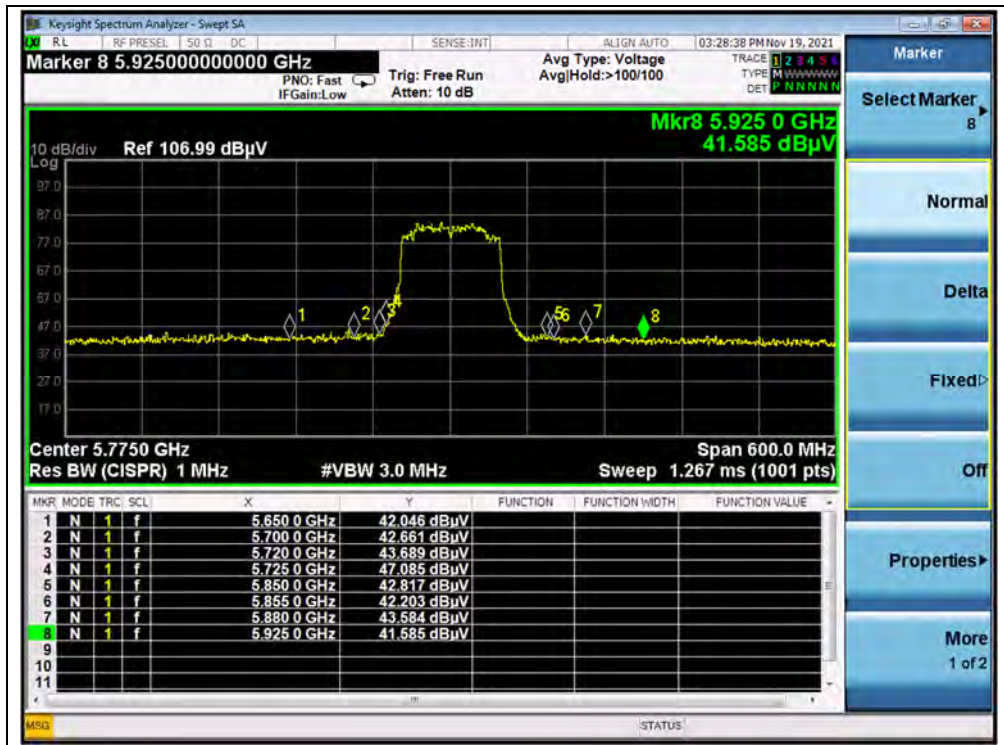 Keysight Spectrum Analyzer - Swept SA
LXI RL RF PRESEL 50 Ω DC SENSE:INT ALIGN AUTO 03:28:38 PM Nov 19, 2021
Marker 8 5.925000000000 GHz Avg Type: Voltage TRACE 1 2 3 4 5 6 Marker
PNO: Fast Trig: Free Run Avg|Hold:>100/100 TYPE M WWWWW
IFGain:Low Atten: 10 dB DET P N N N N N
Select Marker
8
Mkr8 5.925 0 GHz
10 dB/div Ref 106.99 dBµV 41.585 dBµV
Log
97.0
87.0
77.0
67.0
57.0
47.0
37.0
27.0
17.0
1 2 3 4 5 6 7 8
Normal
Delta
Fixed
Off
Center 5.7750 GHz Span 600.0 MHz
Res BW (CISPR) 1 MHz #VBW 3.0 MHz Sweep 1.267 ms (1001 pts)
MKR MODE TRC SCL X Y FUNCTION FUNCTION WIDTH FUNCTION VALUE
1 N 1 f 5.650 0 GHz 42.046 dBµV
2 N 1 f 5.700 0 GHz 42.661 dBµV
3 N 1 f 5.720 0 GHz 43.689 dBµV
4 N 1 f 5.725 0 GHz 47.085 dBµV
5 N 1 f 5.850 0 GHz 42.817 dBµV
6 N 1 f 5.855 0 GHz 42.203 dBµV
7 N 1 f 5.880 0 GHz 43.584 dBµV
8 N 1 f 5.925 0 GHz 41.585 dBµV
9
10
11
Properties
More
1 of 2
MSG STATUS